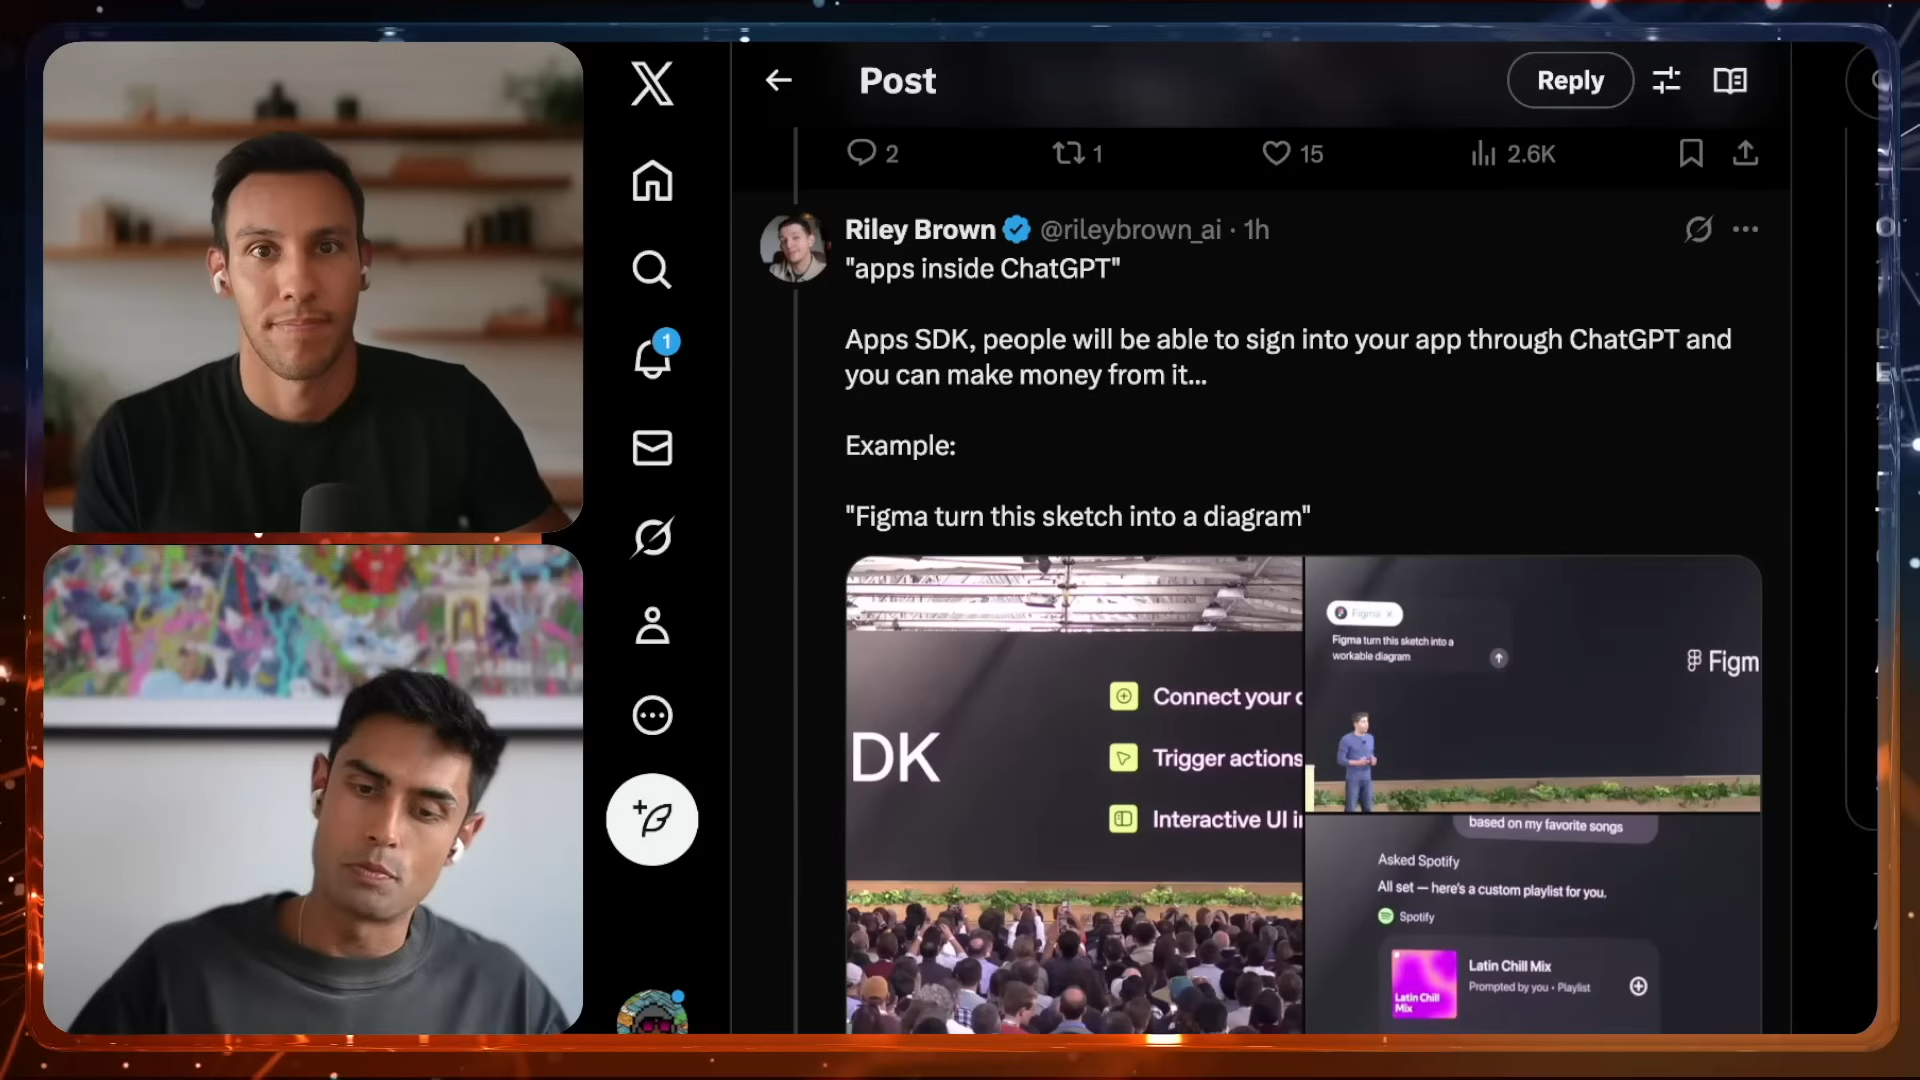 Post
Reply
2
1
15
2.6K
Riley Brown @rileybrown_ai · 1h
"apps inside ChatGPT"
Apps SDK, people will be able to sign into your app through ChatGPT and
you can make money from it...
Example:
"Figma turn this sketch into a diagram"
1
DK
Connect your
Trigger actions
Interactive UI
Figma ×
Figma turn this sketch into a
workable diagram
Figm
based on my favorite songs
Asked Spotify
All set — here's a custom playlist for you.
Spotify
Latin Chill
Mix
Latin Chill Mix
Prompted by you • Playlist